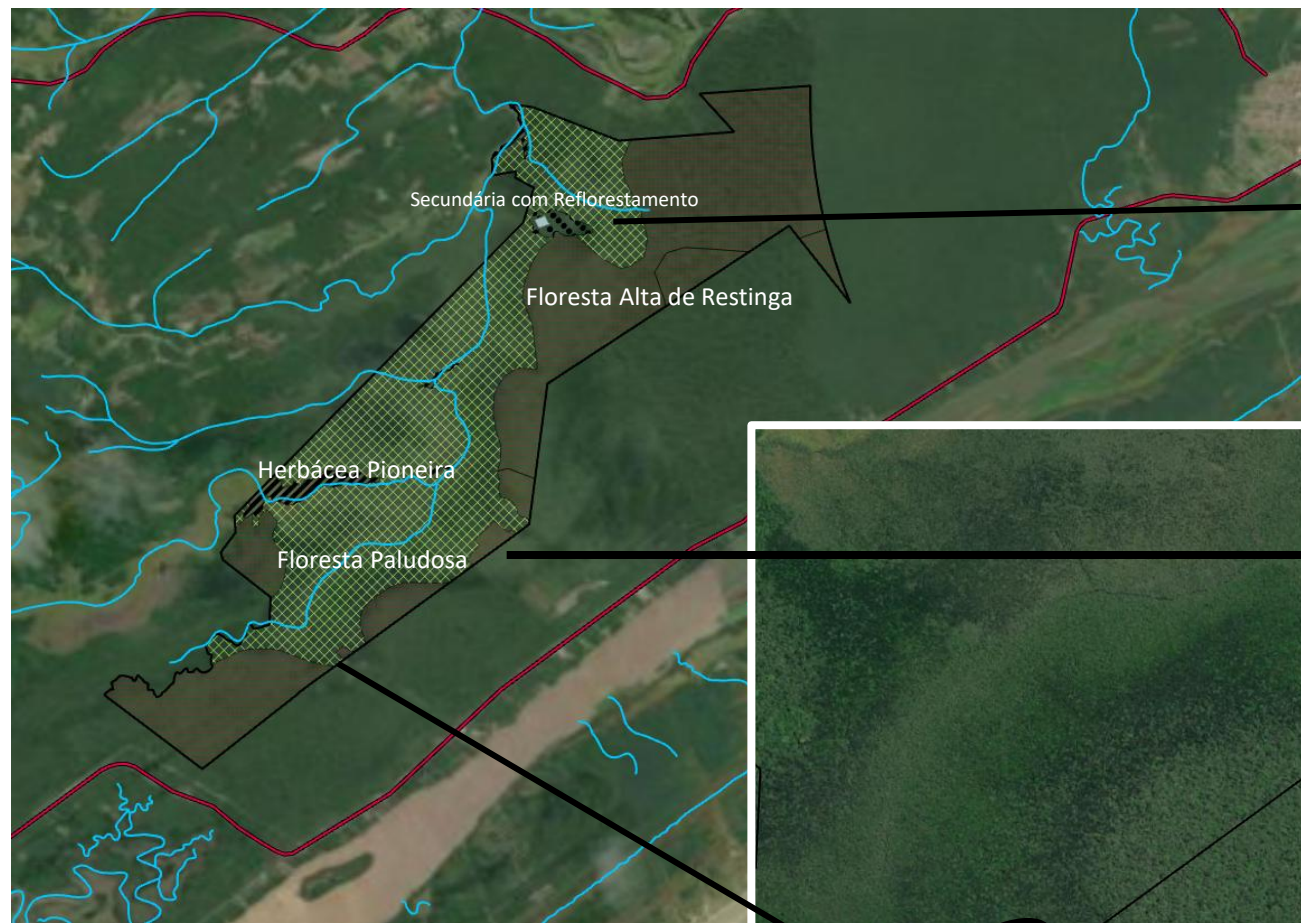 Secundária com Reflorestamento
Floresta Alta de Restinga
Herbácea Pioneira
Floresta Paludosa